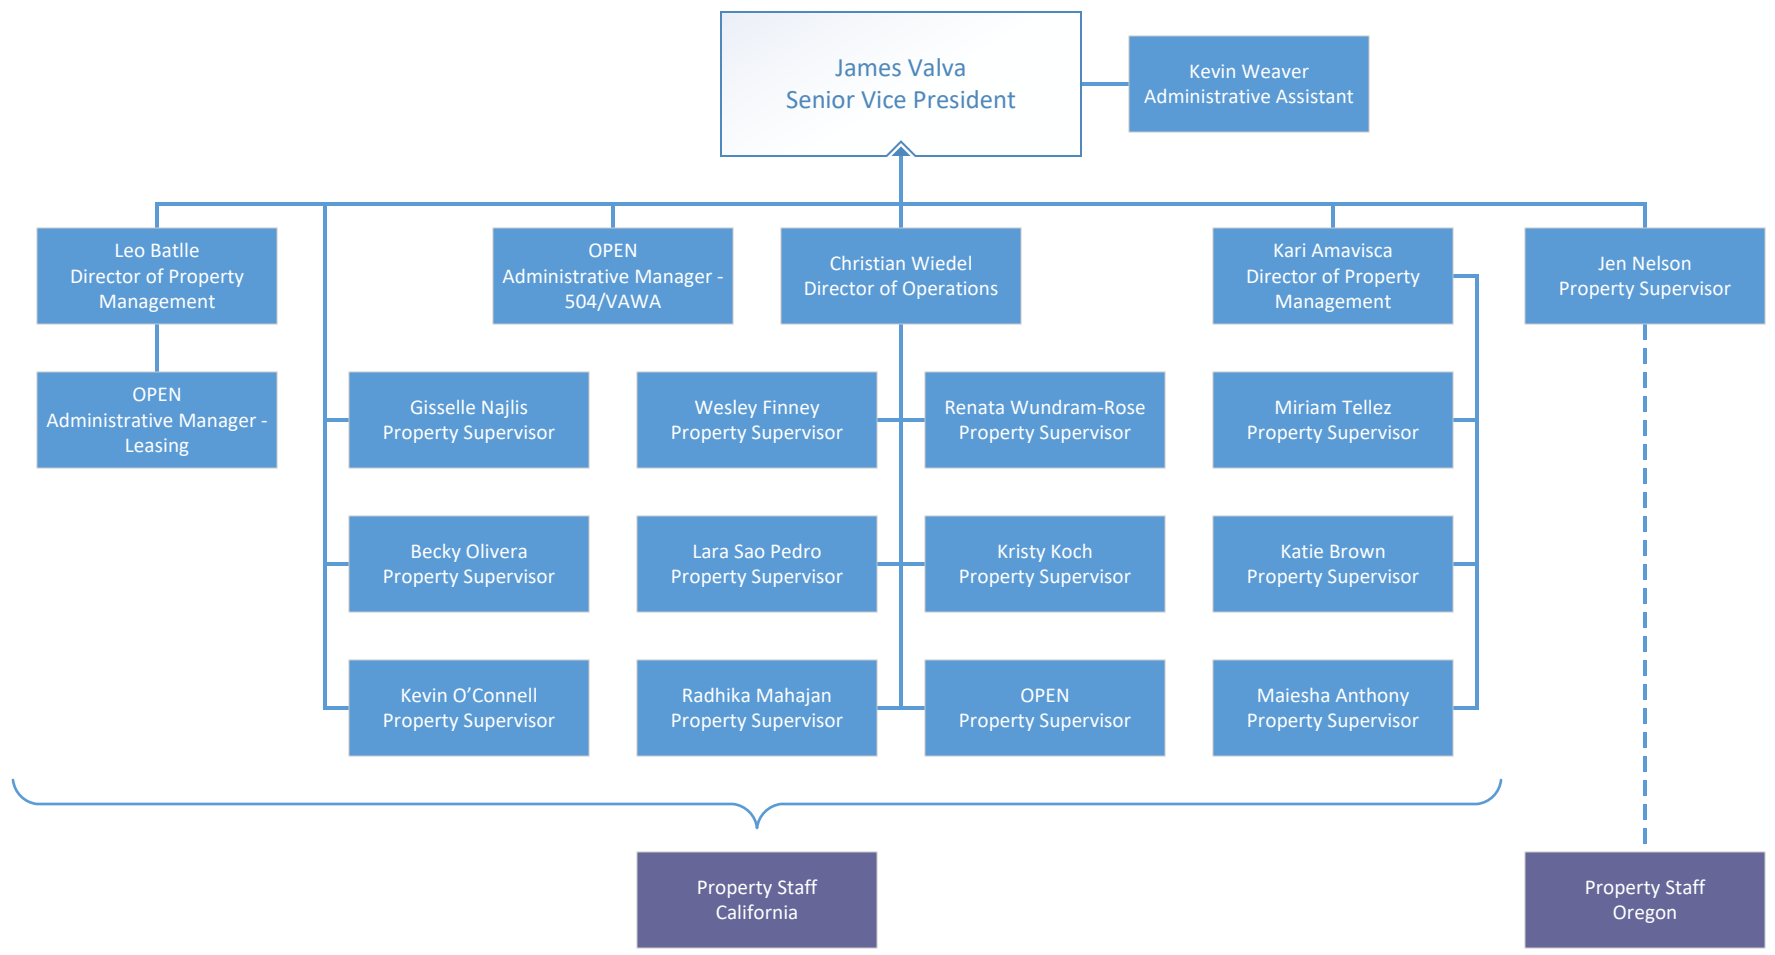 James Valva
Senior Vice President
Kevin Weaver
Administrative Assistant
Leo Batlle
Director of Property
Management
OPEN
Administrative Manager -
504/VAWA
Christian Wiedel
Director of Operations
Kari Amavisca
Director of Property
Management
Jen Nelson
Property Supervisor
OPEN
Administrative Manager -
Leasing
Gisselle Najlis
Property Supervisor
Wesley Finney
Property Supervisor
Renata Wundram-Rose
Property Supervisor
Miriam Tellez
Property Supervisor
Becky Olivera
Property Supervisor
Lara Sao Pedro
Property Supervisor
Kristy Koch
Property Supervisor
Katie Brown
Property Supervisor
Kevin O’Connell
Property Supervisor
Radhika Mahajan
Property Supervisor
OPEN
Property Supervisor
Maiesha Anthony
Property Supervisor
Property Staff
California
Property Staff
Oregon